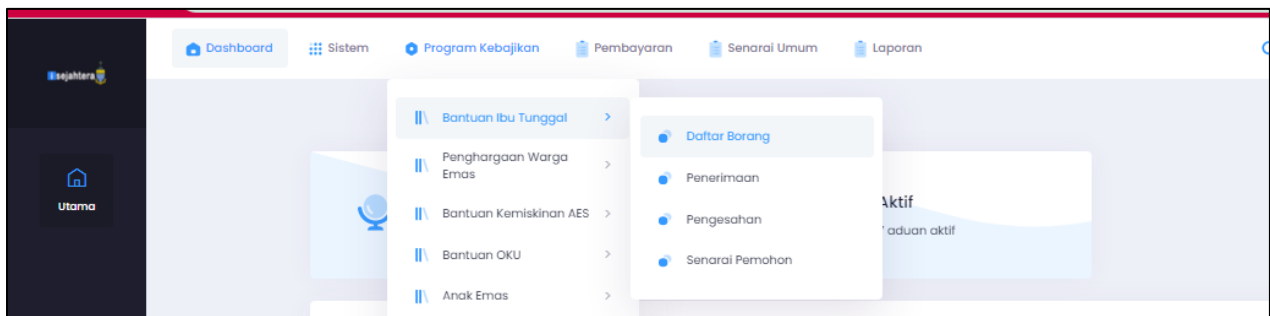 isejahtera
Dashboard
Sistem
Program Kebajikan
Pembayaran
Senarai Umum
Laporan
Utama
Bantuan Ibu Tunggal
Penghargaan Warga
Emas
Bantuan Kemiskinan AES
Bantuan OKU
Anak Emas
Daftar Borang
Penerimaan
Pengesahan
Senarai Pemohon
Aktif
aduan aktif